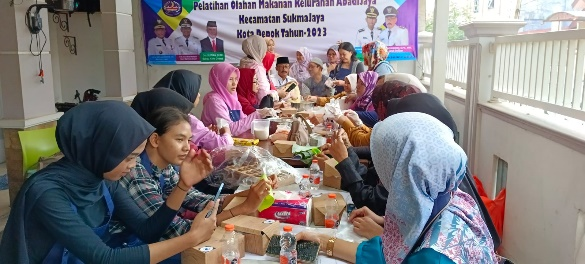 Pelatihan Olahan Makanan Kelurahan Abadijaya
Kecamatan Sukmajaya
Kota Depok Tahun-2023